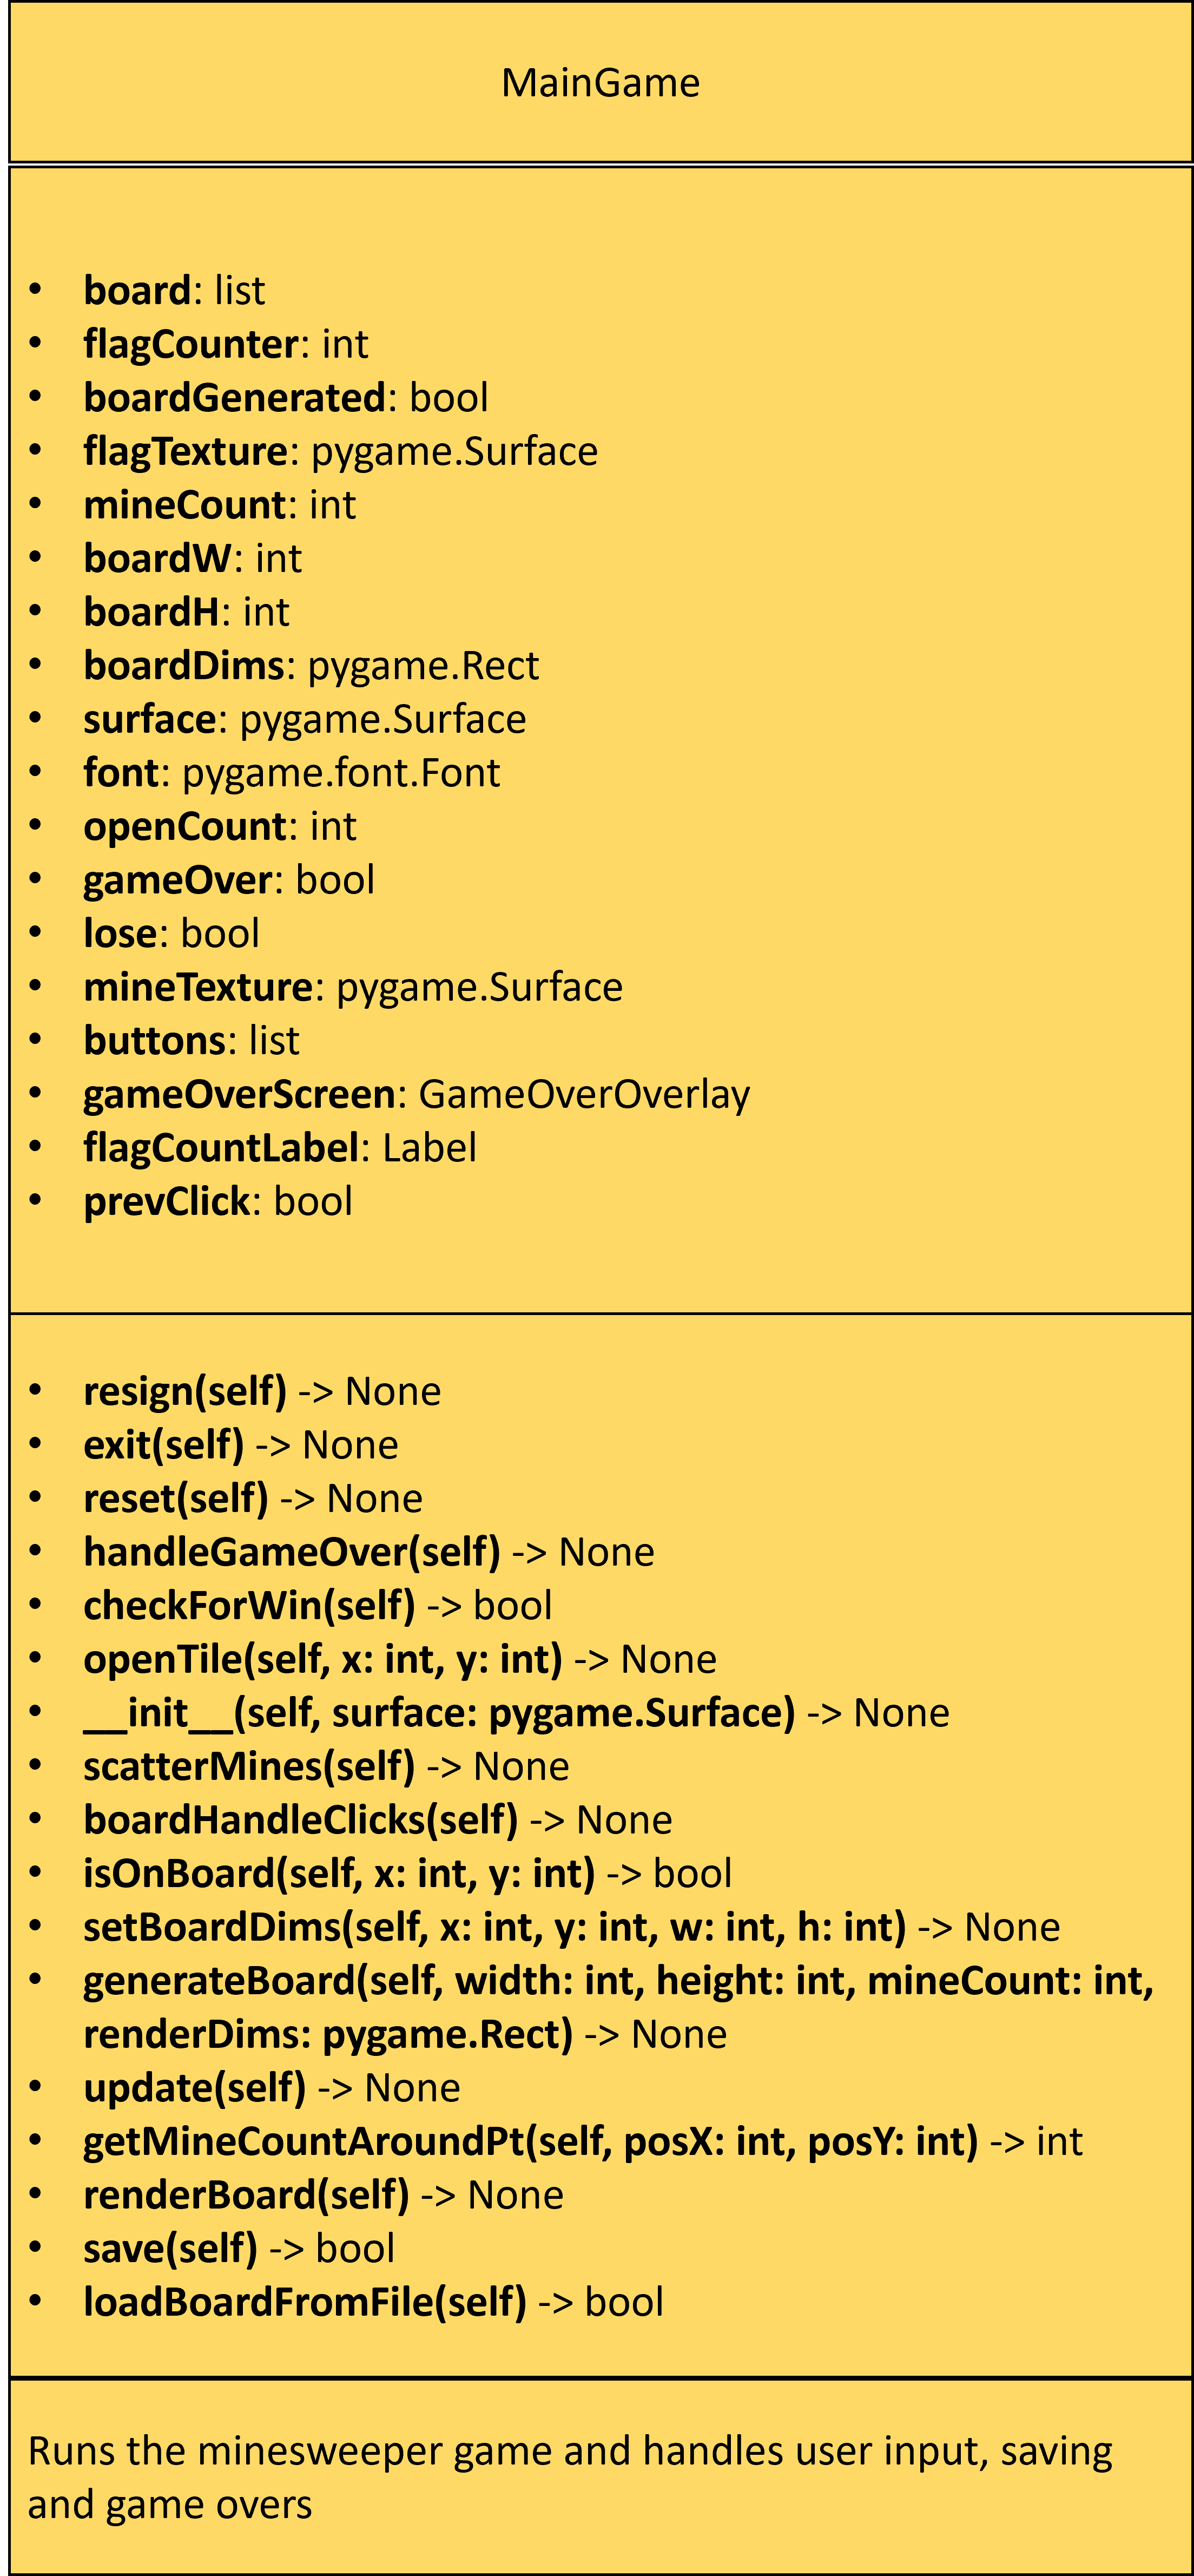 MainGame
• board: list
• flagCounter: int
• boardGenerated: bool
• flagTexture: pygame.Surface
• mineCount: int
• boardW: int
• boardH: int
• boardDims: pygame.Rect
• surface: pygame.Surface
• font: pygame.font.Font
• openCount: int
• gameOver: bool
• lose: bool
• mineTexture: pygame.Surface
• buttons: list
• gameOverScreen: GameOverOverlay
• flagCountLabel: Label
• prevClick: bool
• resign(self) -> None
• exit(self) -> None
• reset(self) -> None
• handleGameOver(self) -> None
• checkForWin(self) -> bool
• openTile(self, x: int, y: int) -> None
• __init__(self, surface: pygame.Surface) -> None
• scatterMines(self) -> None
• boardHandleClicks(self) -> None
• isOnBoard(self, x: int, y: int) -> bool
• setBoardDims(self, x: int, y: int, w: int, h: int) -> None
• generateBoard(self, width: int, height: int, mineCount: int,
renderDims: pygame.Rect) -> None
• update(self) -> None
• getMineCountAroundPt(self, posX: int, posY: int) -> int
• renderBoard(self) -> None
• save(self) -> bool
• loadBoardFromFile(self) -> bool
Runs the minesweeper game and handles user input, saving
and game overs